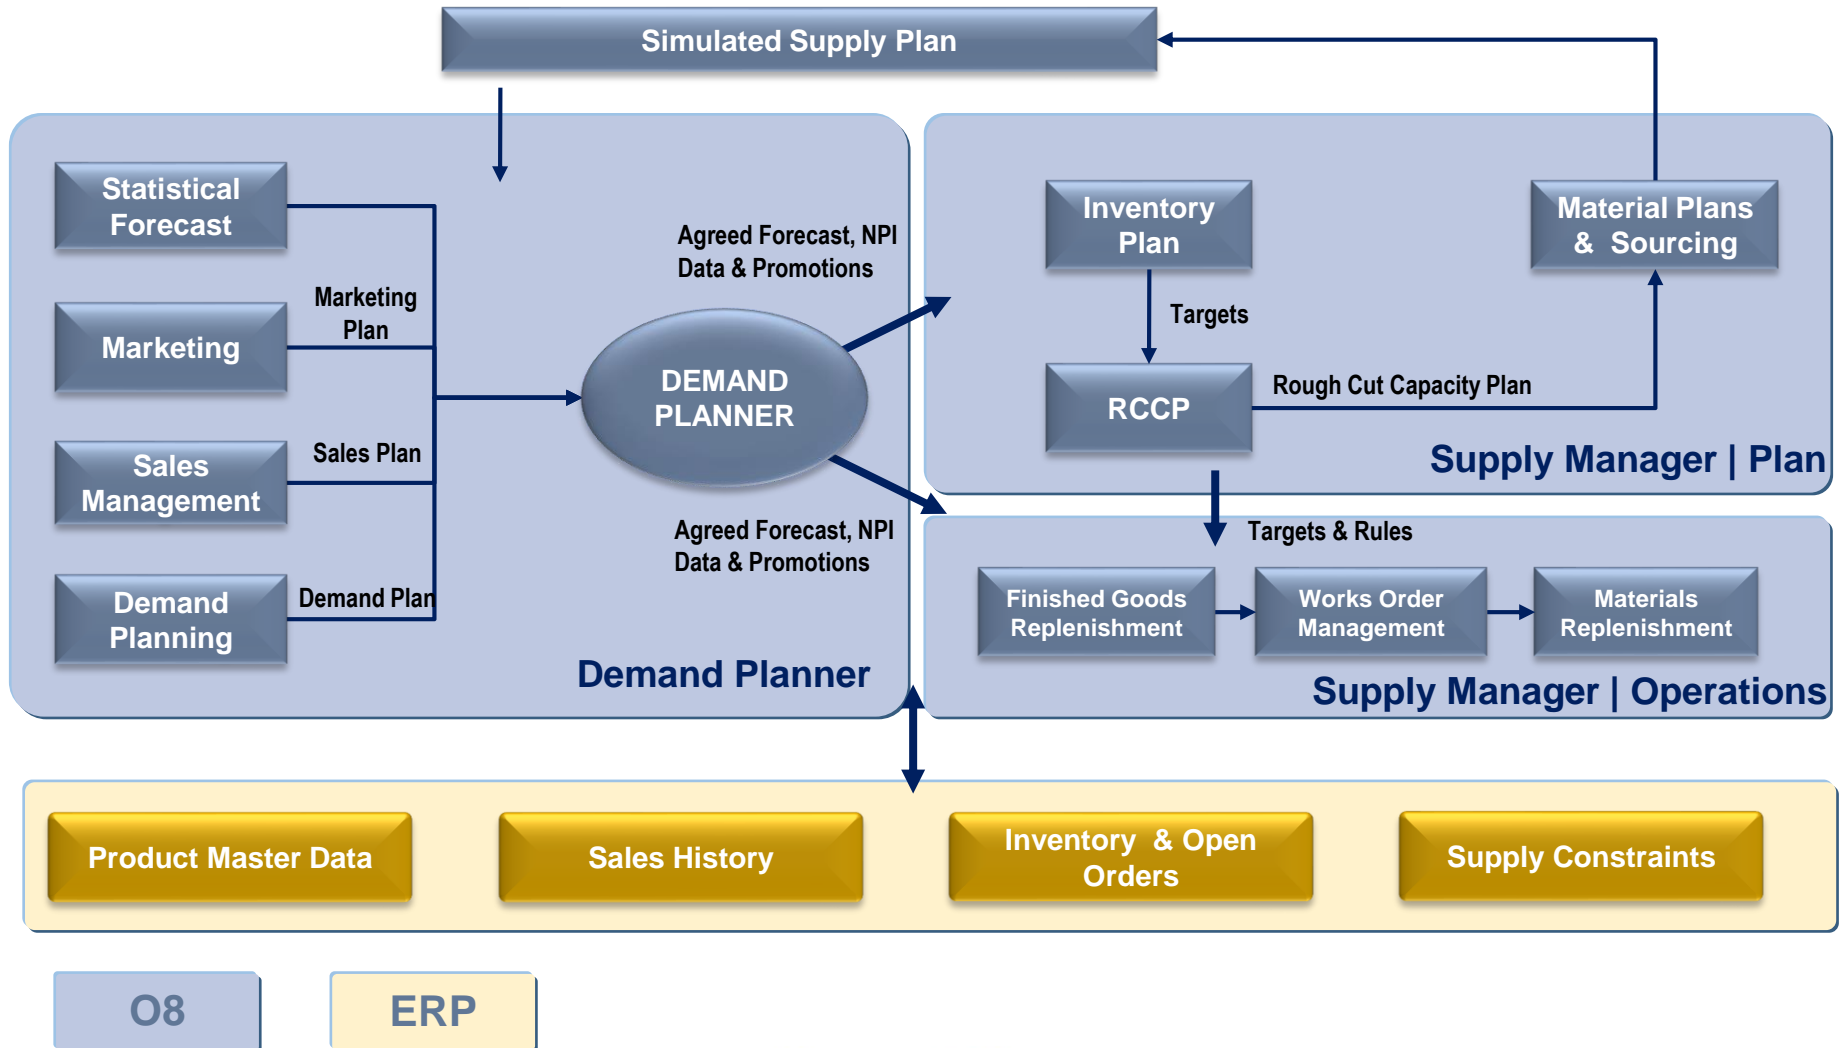 Simulated Supply Plan
Statistical
Forecast
Marketing
Marketing
Plan
Sales
Management
Sales Plan
Demand
Planning
Demand Plan
DEMAND
PLANNER
Agreed Forecast, NPI
Data & Promotions
Agreed Forecast, NPI
Data & Promotions
Demand Planner
Inventory
Plan
Targets
RCCP
Rough Cut Capacity Plan
Material Plans
& Sourcing
Supply Manager | Plan
Targets & Rules
Finished Goods
Replenishment
Works Order
Management
Materials
Replenishment
Supply Manager | Operations
Product Master Data
Sales History
Inventory & Open
Orders
Supply Constraints
O8
ERP